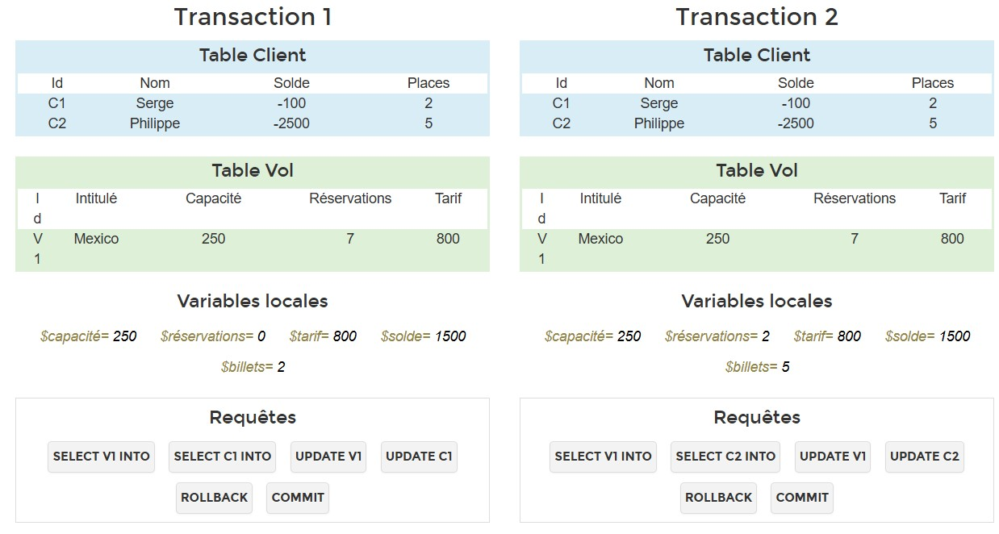 Transaction 1
Table Client
Id Nom Solde Places
C1 Serge -100 2
C2 Philippe -2500 5
Table Vol
I
d Intitulé Capacité Réservations Tarif
V
1 Mexico 250 7 800
Variables locales
$capacité= 250 $réservations= 0 $tarif= 800 $solde= 1500
$billets= 2
Requêtes
SELECT V1 INTO SELECT C1 INTO UPDATE V1 UPDATE C1
ROLLBACK COMMIT
Transaction 2
Table Client
Id Nom Solde Places
C1 Serge -100 2
C2 Philippe -2500 5
Table Vol
I
d Intitulé Capacité Réservations Tarif
V
1 Mexico 250 7 800
Variables locales
$capacité= 250 $réservations= 2 $tarif= 800 $solde= 1500
$billets= 5
Requêtes
SELECT V1 INTO SELECT C2 INTO UPDATE V1 UPDATE C2
ROLLBACK COMMIT